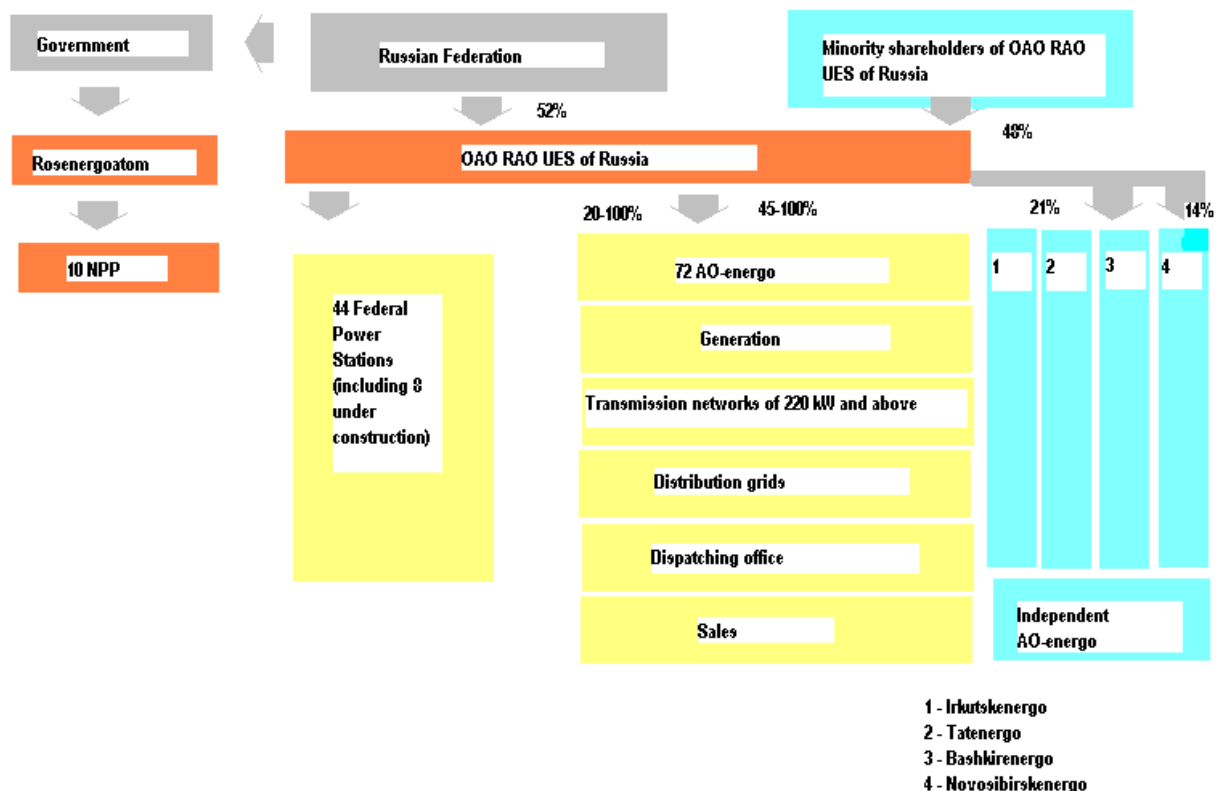 Government
Russian Federation
Minority shareholders of OAO RAO
UES of Russia
52%
48%
Rosenergoatom
OAO RAO UES of Russia
20-100%
45-100%
21%
14%
10 NPP
44 Federal
Power
Stations
(including 8
under
construction)
72 AO-energo
Generation
Transmission networks of 220 kW and above
Distribution grids
Dispatching office
Sales
1
2
3
4
Independent
AO-energo
1 - Irkutskenergo
2 - Tatenergo
3 - Bashkirenergo
4 - Novosibirskenergo